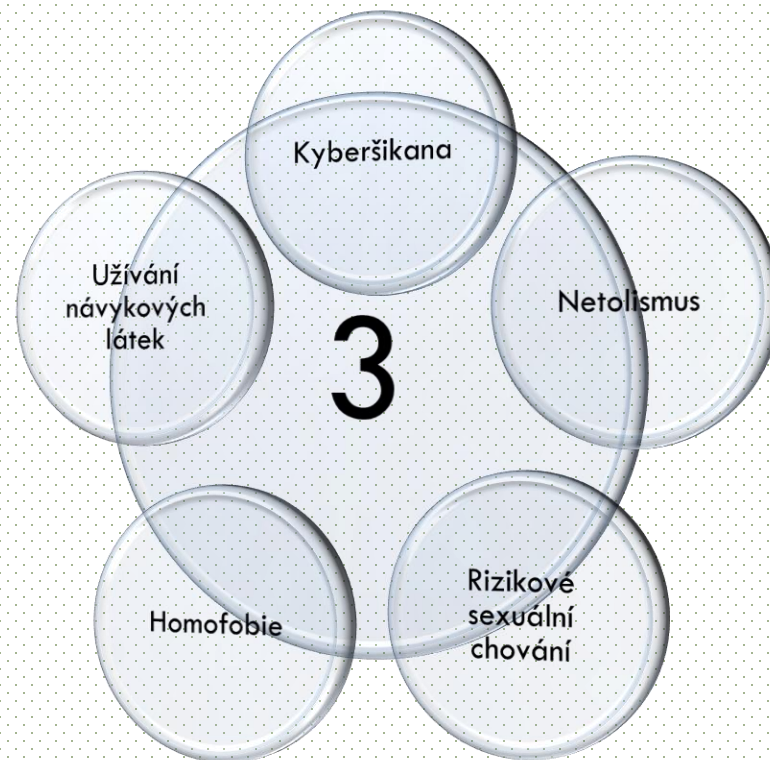 Kyberšikana
Užívání
návykových
látek
Netolismus
3
Homofobie
Rizikové
sexuální
chování